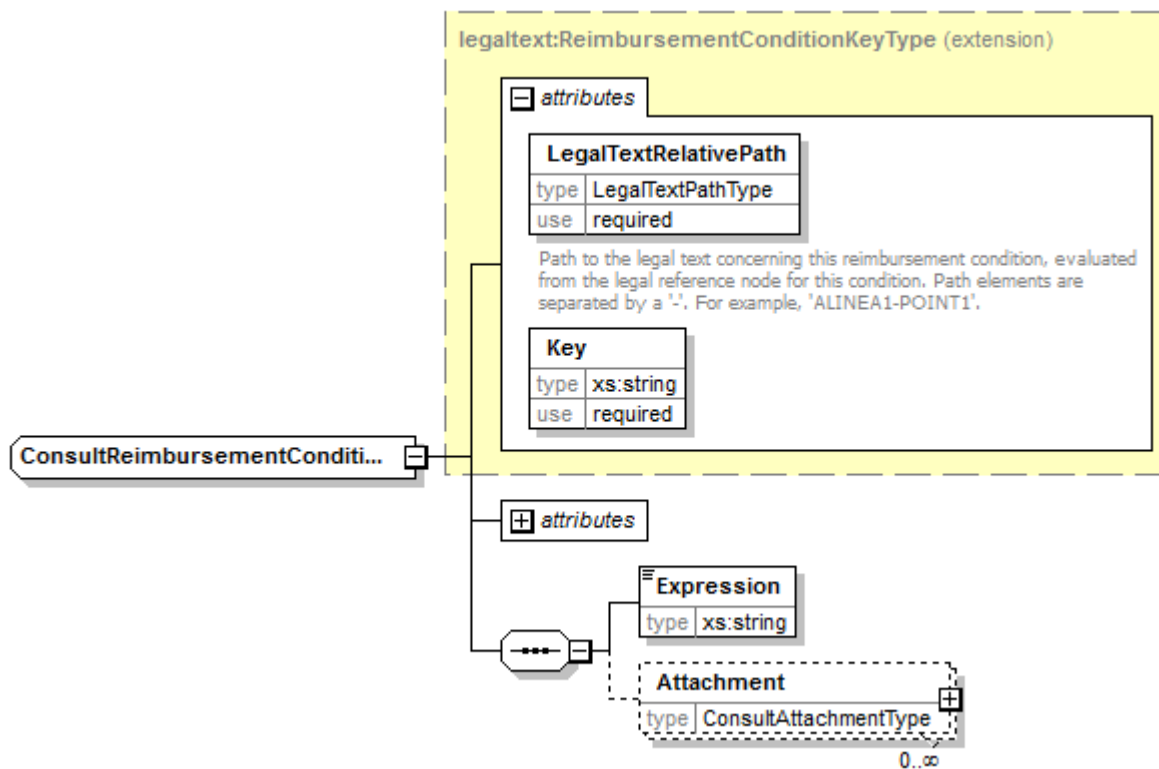 legaltext:ReimbursementConditionKeyType (extension)
attributes
LegalTextRelativePath
type LegalTextPathType
use required
Path to the legal text concerning this reimbursement condition, evaluated
from the legal reference node for this condition. Path elements are
separated by a '-'. For example, 'ALINEA1-POINT1'.
Key
type xs:string
use required
ConsultReimbursementConditi...
attributes
Expression
type xs:string
Attachment
type ConsultAttachmentType
0..∞